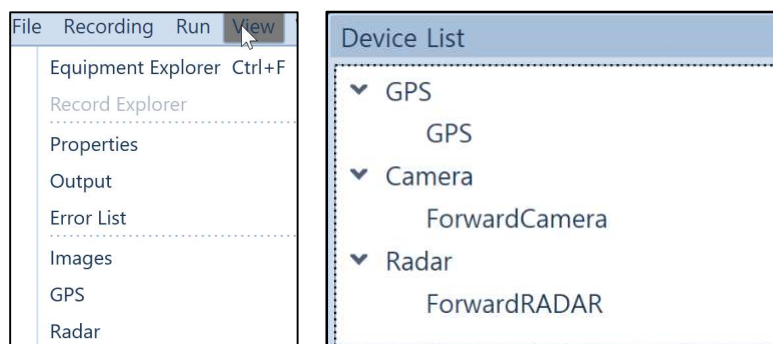 File Recording Run View
Equipment Explorer Ctrl+F
Record Explorer
Properties
Output
Error List
Images
GPS
Radar
Device List
GPS
GPS
Camera
ForwardCamera
Radar
ForwardRADAR